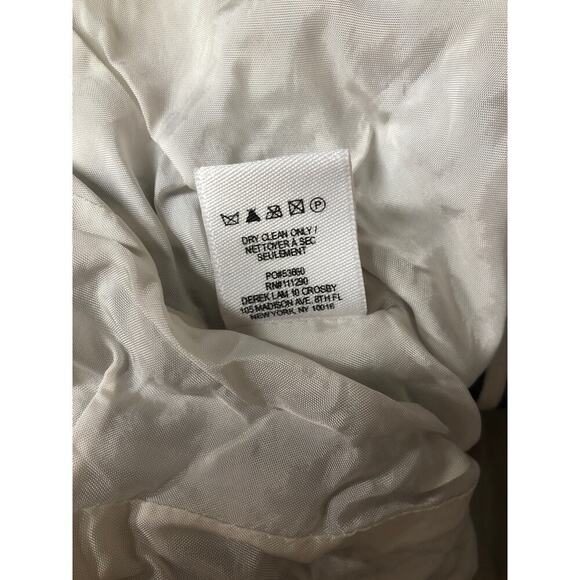 DRY CLEAN ONLY /
NETTOYER À SEC
SEULEMENT
PO#53660
RN#111290
DEREK LAM 10 CROSBY
105 MADISON AVE, 8TH FL
NEW YORK, NY 10016